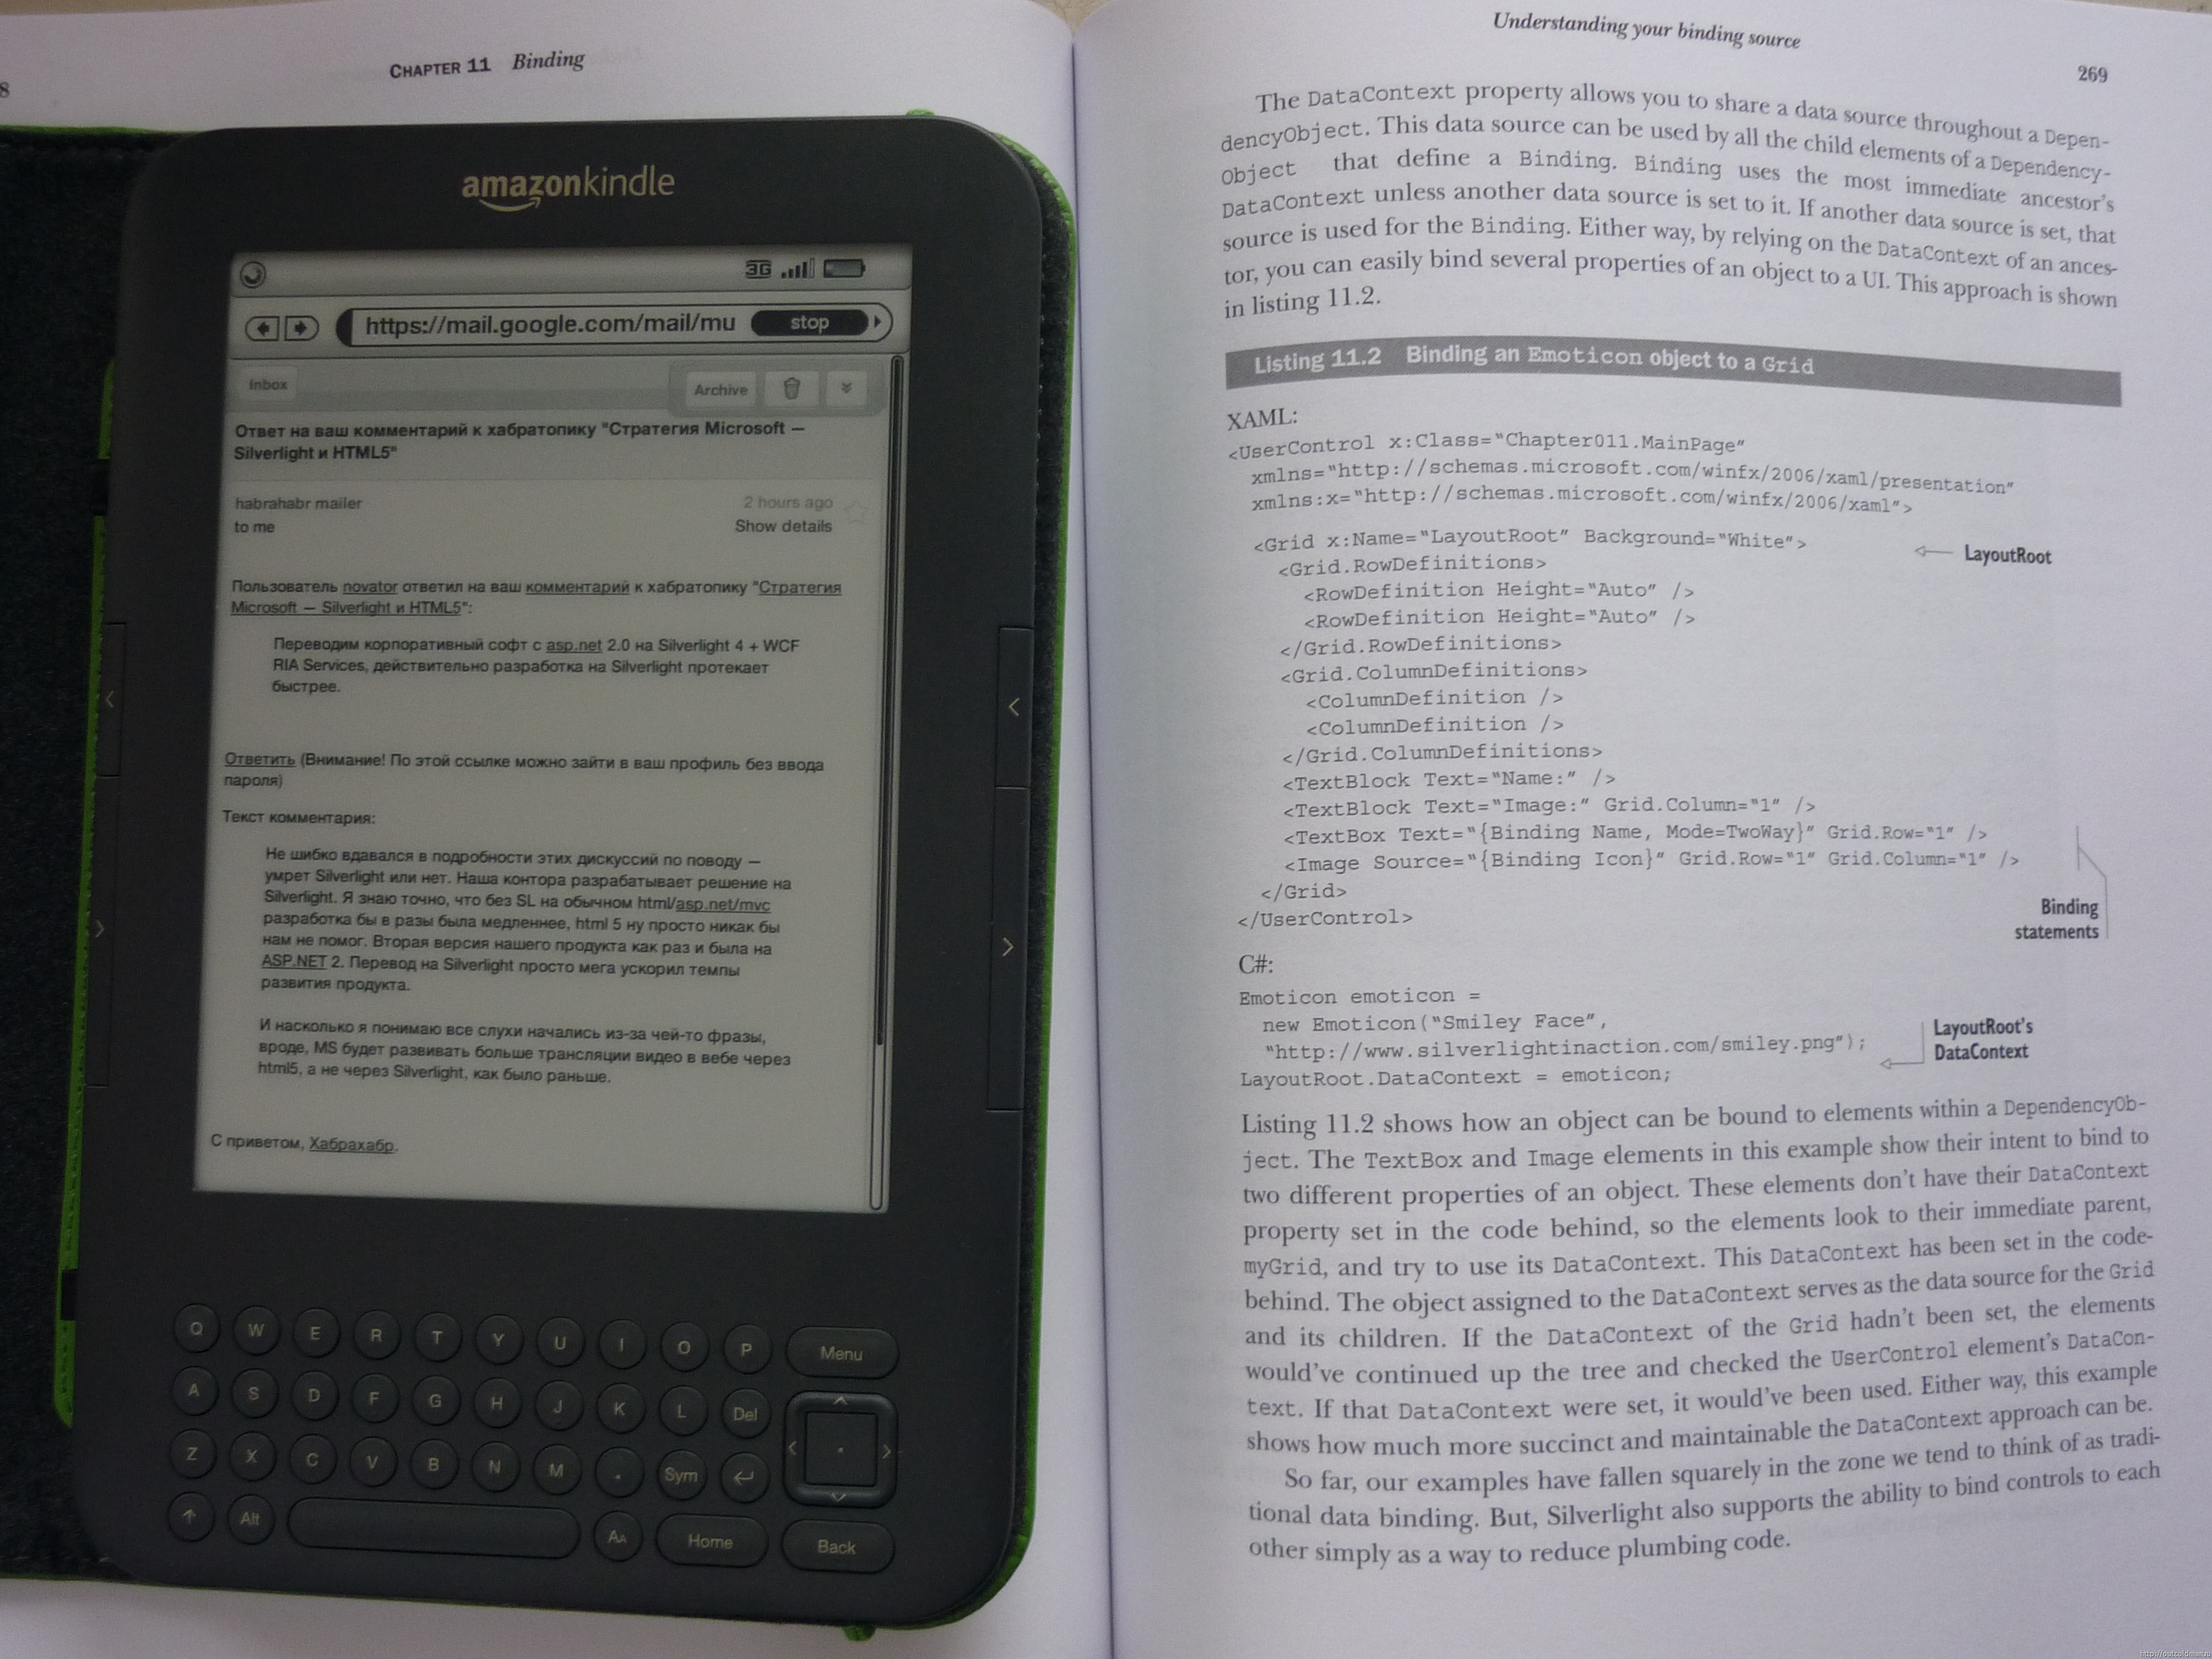 8
CHAPTER 11 Binding
amazonkindle
3G
https://mail.google.com/mail/mu
stop
Inbox
Archive
Ответ на ваш комментарий к хабратопику "Стратегия Microsoft —
Silverlight и HTML5"
habrahabr mailer
2 hours ago
to me
Show details
Пользователь novator ответил на ваш комментарий к хабратопику "Стратегия
Microsoft — Silverlight и HTML5":
Переводим корпоративный софт с asp.net 2.0 на Silverlight 4 + WCF
RIA Services, действительно разработка на Silverlight протекает
быстрее.
Ответить (Внимание! По этой ссылке можно зайти в ваш профиль без ввода
пароля)
Текст комментария:
Не шибко вдавался в подробности этих дискуссий по поводу —
умрет Silverlight или нет. Наша контора разрабатывает решение на
Silverlight. Я знаю точно, что без SL на обычном html/asp.net/mvc
разработка бы в разы была медленнее, html 5 ну просто никак бы
нам не помог. Вторая версия нашего продукта как раз и была на
ASP.NET 2. Перевод на Silverlight просто мега ускорил темпы
развития продукта.
И насколько я понимаю все слухи начались из-за чей-то фразы,
вроде, MS будет развивать больше трансляции видео в вебе через
html5, а не через Silverlight, как было раньше.
С приветом, Хабрахабр.
Q W E R T Y U I O P Menu
A S D F G H J K L Del
Z X C V B N M . Sym
Alt AA Home Back
Understanding your binding source
269
The DataContext property allows you to share a data source throughout a Depen-
dencyObject. This data source can be used by all the child elements of a Dependency-
Object that define a Binding. Binding uses the most immediate ancestor's
DataContext unless another data source is set to it. If another data source is set, that
source is used for the Binding. Either way, by relying on the DataContext of an ances-
tor, you can easily bind several properties of an object to a UI. This approach is shown
in listing 11.2.
Listing 11.2 Binding an Emoticon object to a Grid
XAML:
<UserControl x:Class="Chapter011.MainPage"
xmlns="http://schemas.microsoft.com/winfx/2006/xaml/presentation"
xmlns:x="http://schemas.microsoft.com/winfx/2006/xaml">
<Grid x:Name="LayoutRoot" Background="White">
LayoutRoot
<Grid.RowDefinitions>
<RowDefinition Height="Auto" />
<RowDefinition Height="Auto" />
</Grid.RowDefinitions>
<Grid.ColumnDefinitions>
<ColumnDefinition />
<ColumnDefinition />
</Grid.ColumnDefinitions>
<TextBlock Text="Name:" />
<TextBlock Text="Image:" Grid.Column="1" />
<TextBox Text="{Binding Name, Mode=TwoWay}" Grid.Row="1" />
<Image Source="{Binding Icon}" Grid.Row="1" Grid.Column="1" />
</Grid>
</UserControl>
Binding
statements
C#:
Emoticon emoticon =
new Emoticon("Smiley Face",
"http://www.silverlightinaction.com/smiley.png");
LayoutRoot.DataContext = emoticon;
LayoutRoot's
DataContext
Listing 11.2 shows how an object can be bound to elements within a DependencyOb-
ject. The TextBox and Image elements in this example show their intent to bind to
two different properties of an object. These elements don't have their DataContext
property set in the code behind, so the elements look to their immediate parent,
myGrid, and try to use its DataContext. This DataContext has been set in the code-
behind. The object assigned to the DataContext serves as the data source for the Grid
and its children. If the DataContext of the Grid hadn't been set, the elements
would've continued up the tree and checked the UserControl element's DataCon-
text. If that DataContext were set, it would've been used. Either way, this example
shows how much more succinct and maintainable the DataContext approach can be.
So far, our examples have fallen squarely in the zone we tend to think of as tradi-
tional data binding. But, Silverlight also supports the ability to bind controls to each
other simply as a way to reduce plumbing code.